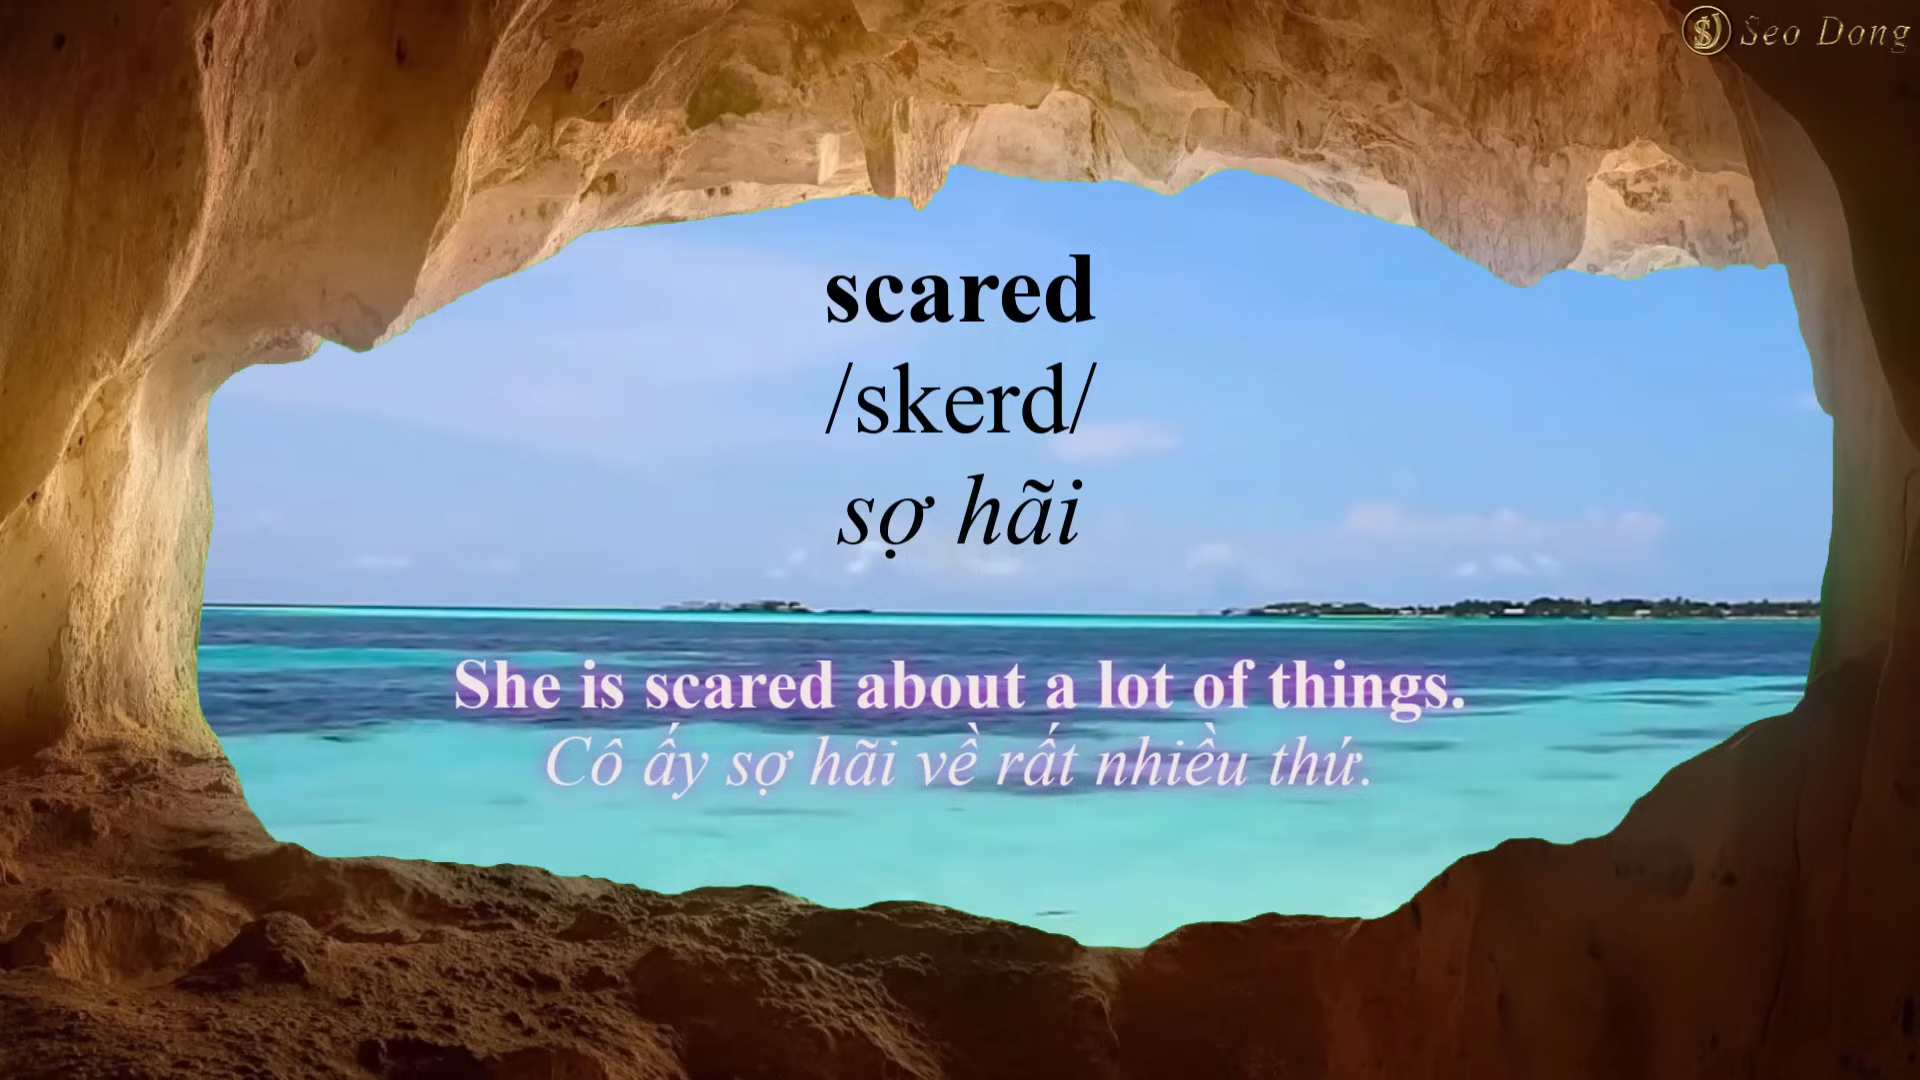 Seo Dong
scared
/skerd/
sợ hãi
She is scared about a lot of things.
Cô ấy sợ hãi về rất nhiều thứ.